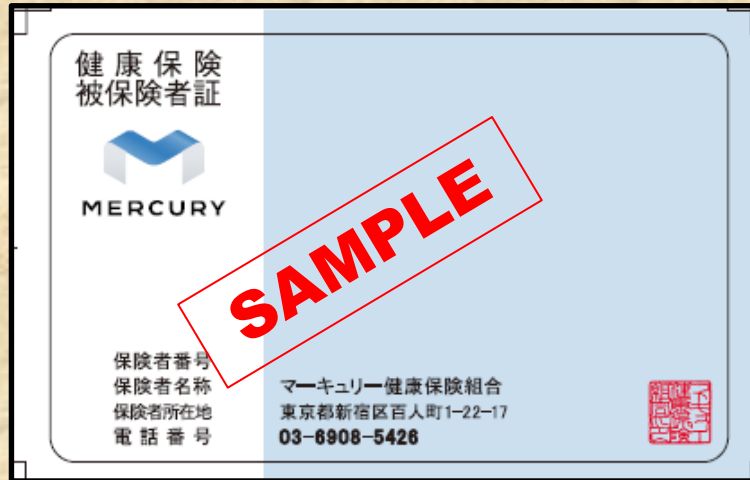 健康保険
被保険者証
MERCURY
SAMPLE
保険者番号
保険者名称 マーキュリー健康保険組合
保険者所在地 東京都新宿区百人町1-22-17
電話番号 03-6908-5426